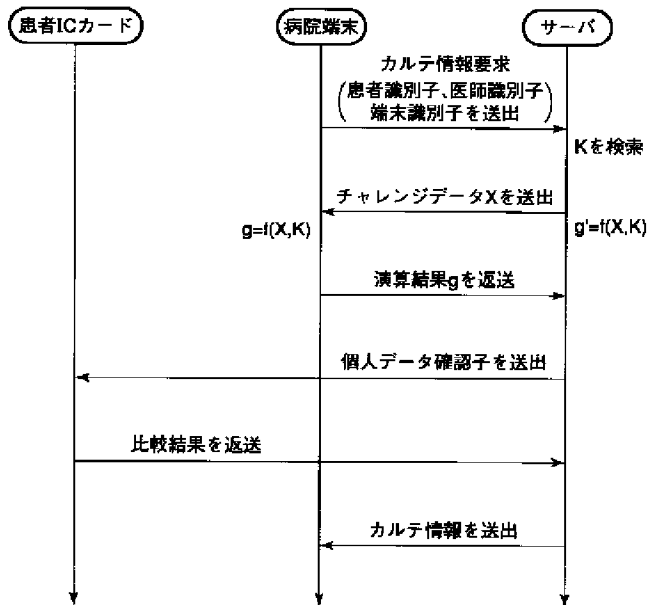 患者ICカード
病院端末
サーバ
カルテ情報要求
(患者識別子、医師識別子
端末識別子を送出)
Kを検索
チャレンジデータXを送出
g=f(X,K)
g'=f(X,K)
演算結果gを返送
個人データ確認子を送出
比較結果を返送
カルテ情報を送出